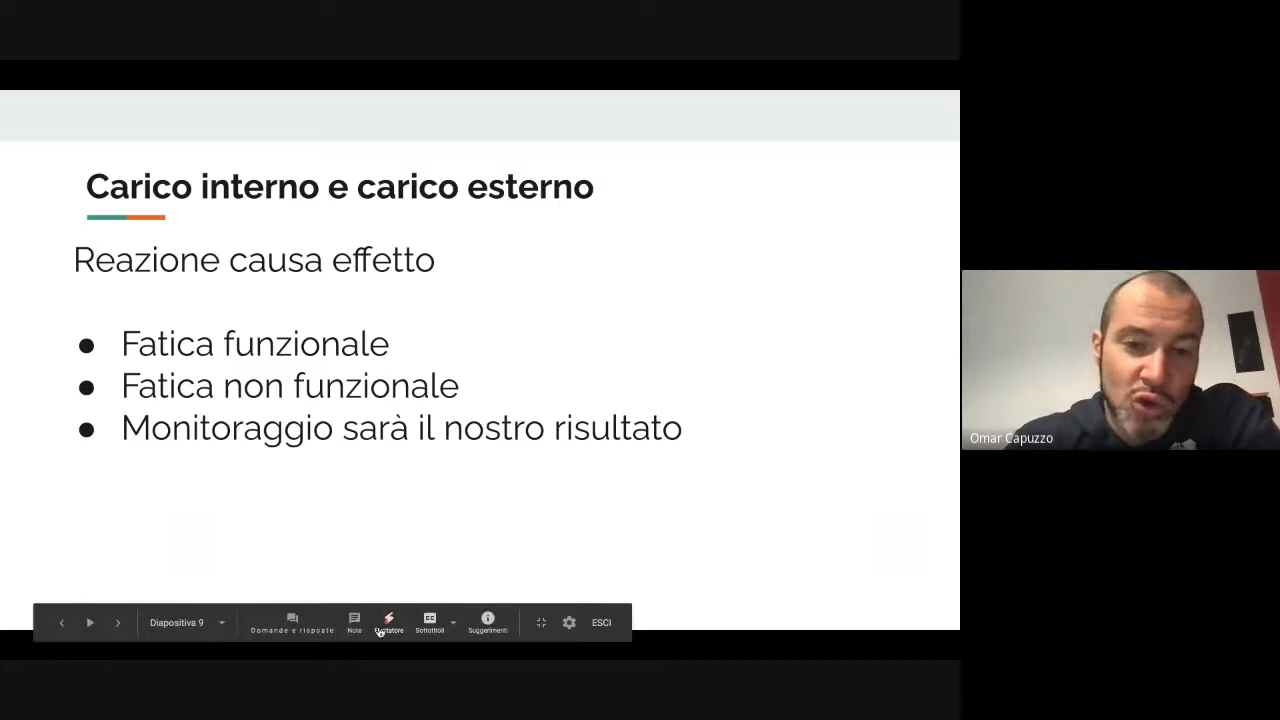 Carico interno e carico esterno
Reazione causa effetto
● Fatica funzionale
● Fatica non funzionale
● Monitoraggio sarà il nostro risultato
Omar Capuzzo
Diapositiva 9
Domande e risposte
Note
Sottotitoli
Suggerimenti
ESCI